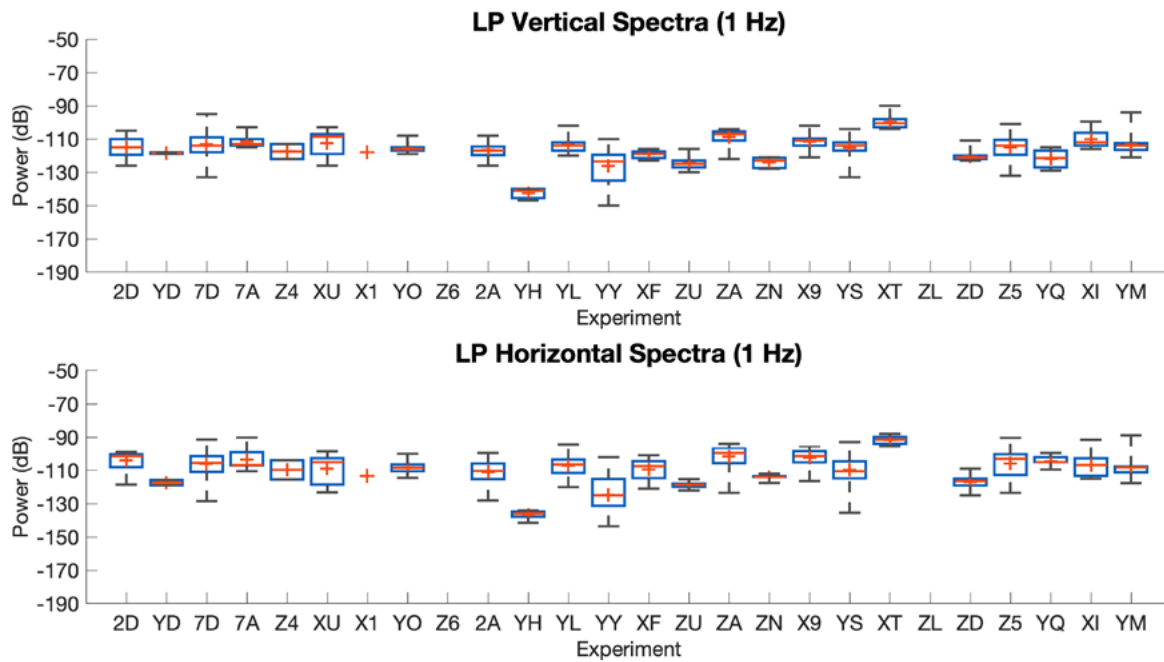 LP Vertical Spectra (1 Hz)
-50
-70
-90
-110
-130
-150
-170
-190
Power (dB)
2D YD 7D 7A Z4 XU X1 YO Z6 2A YH YL YY XF ZU ZA ZN X9 YS XT ZL ZD Z5 YQ XI YM
Experiment
LP Horizontal Spectra (1 Hz)
-50
-70
-90
-110
-130
-150
-170
-190
Power (dB)
2D YD 7D 7A Z4 XU X1 YO Z6 2A YH YL YY XF ZU ZA ZN X9 YS XT ZL ZD Z5 YQ XI YM
Experiment